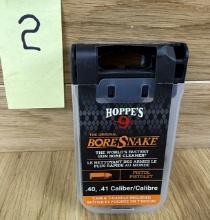 2
HOPPE'S
9
THE ORIGINAL
BORESNAKE
THE WORLD'S FASTEST
GUN BORE CLEANER
LE NETTOYANT DES ARMES LE
PLUS RAPIDE AU MONDE
PISTOL
PISTOLET
.40, .41 Caliber/Calibre